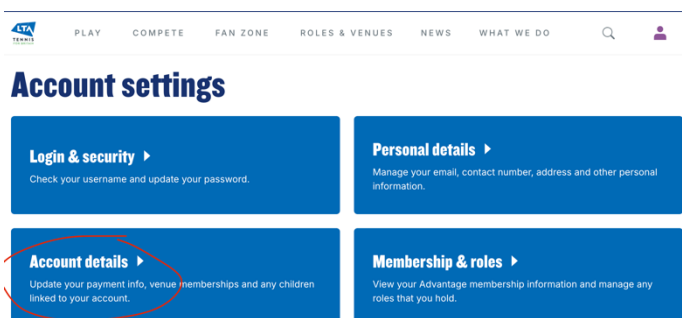 LTA
TENNIS
PLAY COMPETE FAN ZONE ROLES & VENUES NEWS WHAT WE DO
Account settings
Login & security
Check your username and update your password.
Personal details
Manage your email, contact number, address and other personal
information.
Account details
Update your payment info, venue memberships and any children
linked to your account.
Membership & roles
View your Advantage membership information and manage any
roles that you hold.